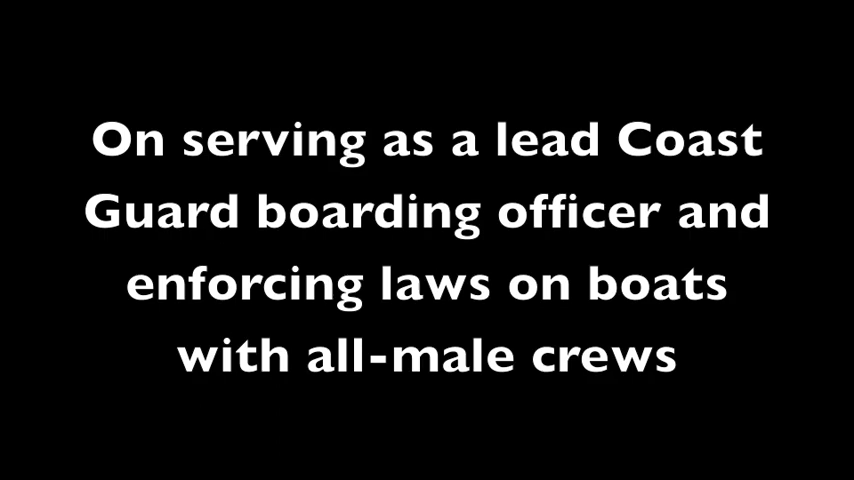 On serving as a lead Coast
Guard boarding officer and
enforcing laws on boats
with all-male crews